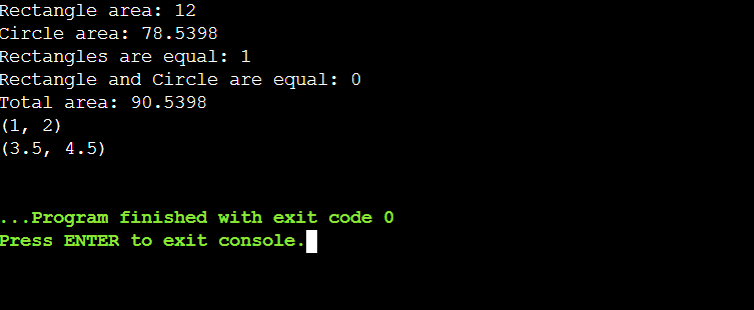 Rectangle area: 12
Circle area: 78.5398
Rectangles are equal: 1
Rectangle and Circle are equal: 0
Total area: 90.5398
(1, 2)
(3.5, 4.5)
...Program finished with exit code 0
Press ENTER to exit console.